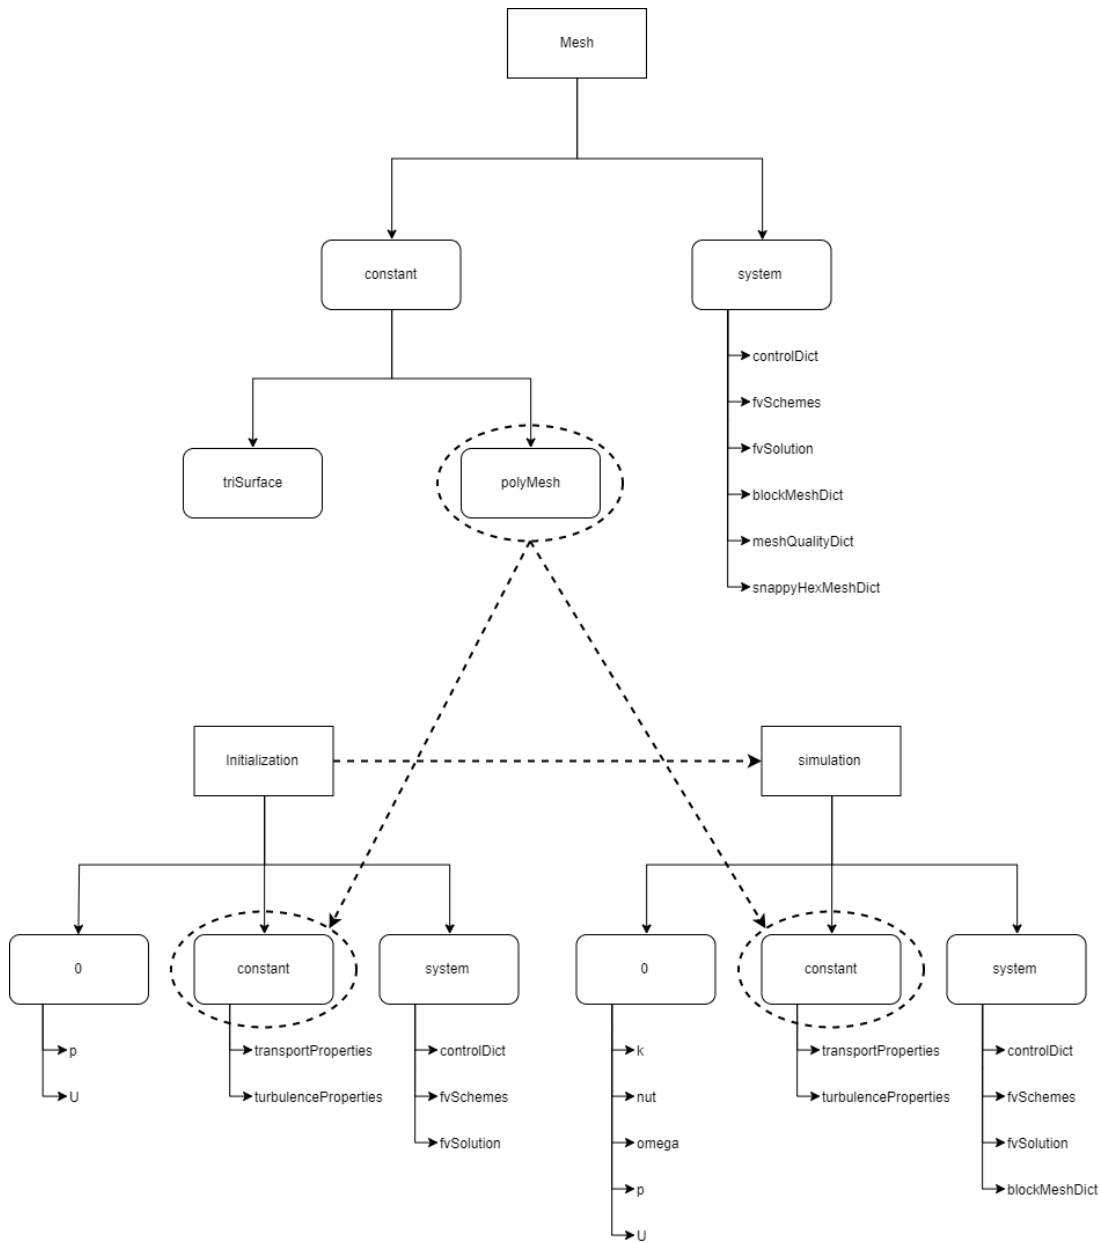 Mesh
constant
system
controlDict
fvSchemes
fvSolution
blockMeshDict
meshQualityDict
snappyHexMeshDict
triSurface
polyMesh
Initialization
simulation
0
constant
system
p
U
transportProperties
turbulenceProperties
controlDict
fvSchemes
fvSolution
0
constant
system
k
nut
omega
p
U
transportProperties
turbulenceProperties
controlDict
fvSchemes
fvSolution
blockMeshDict